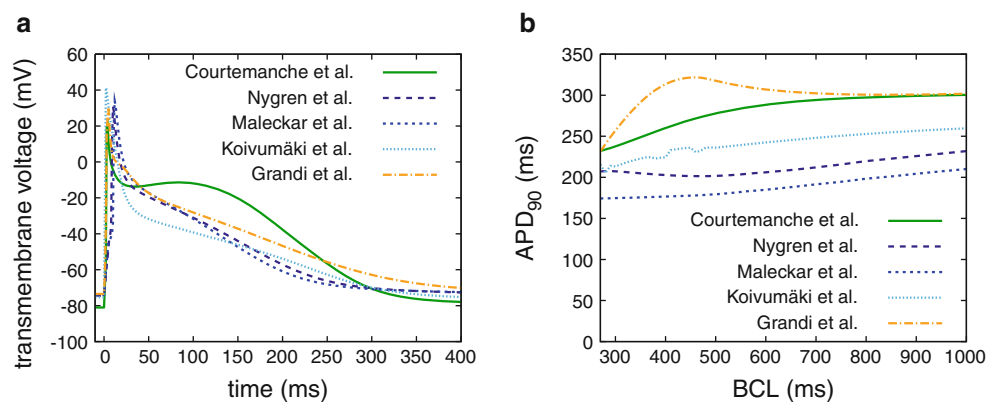 a
transmembrane voltage (mV)
60
40
20
0
-20
-40
-60
-80
-100
0 50 100 150 200 250 300 350 400
time (ms)
Courtemanche et al.
Nygren et al.
Maleckar et al.
Koivumäki et al.
Grandi et al.
b
APD90 (ms)
350
300
250
200
150
100
50
0
300 400 500 600 700 800 900 1000
BCL (ms)
Courtemanche et al.
Nygren et al.
Maleckar et al.
Koivumäki et al.
Grandi et al.